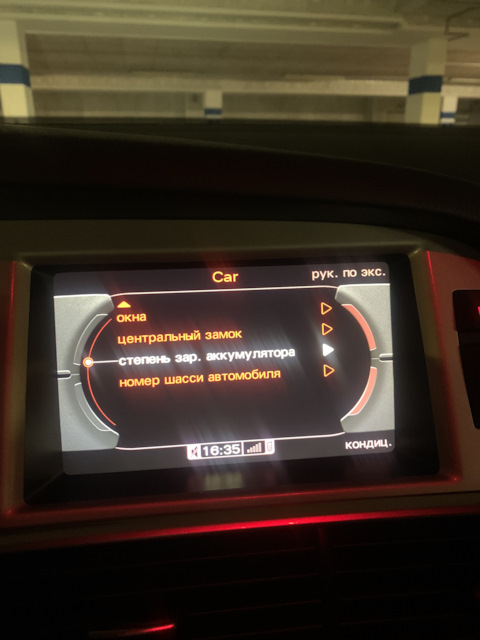 Car
рук. по экс.
окна
центральный замок
степень зар. аккумулятора
номер шасси автомобиля
16:35
кондиц.